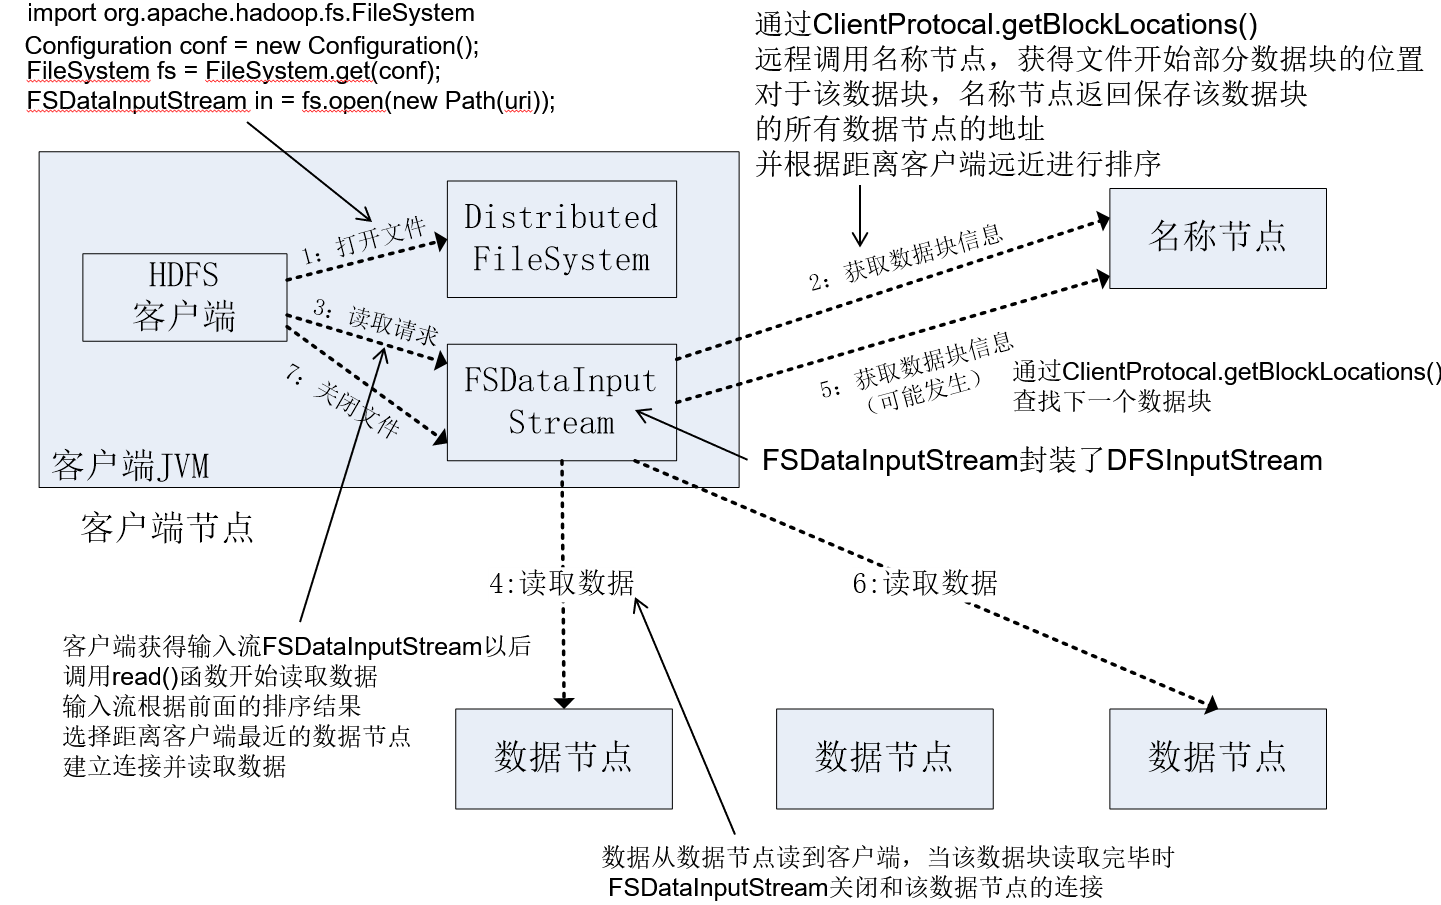 import org.apache.hadoop.fs.FileSystem
Configuration conf = new Configuration();
FileSystem fs = FileSystem.get(conf);
FSDataInputStream in = fs.open(new Path(uri));
通过ClientProtocal.getBlockLocations()
远程调用名称节点，获得文件开始部分数据块的位置
对于该数据块，名称节点返回保存该数据块
的所有数据节点的地址
并根据距离客户端远近进行排序
Distributed
FileSystem
名称节点
1：打开文件
2：获取数据块信息
HDFS
客户端
3：读取请求
FSDataInput
Stream
5：获取数据块信息
（可能发生）
通过ClientProtocal.getBlockLocations()
查找下一个数据块
7：关闭文件
客户端JVM
FSDataInputStream封装了DFSInputStream
客户端节点
4:读取数据
6:读取数据
客户端获得输入流FSDataInputStream以后
调用read()函数开始读取数据
输入流根据前面的排序结果
选择距离客户端最近的数据节点
建立连接并读取数据
数据节点
数据节点
数据节点
数据从数据节点读到客户端，当该数据块读取完毕时
FSDataInputStream关闭和该数据节点的连接